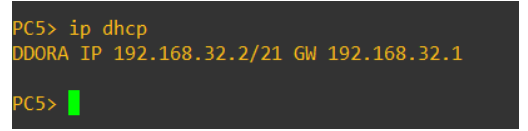 PC5> ip dhcp
DDORA IP 192.168.32.2/21 GW 192.168.32.1
PC5>